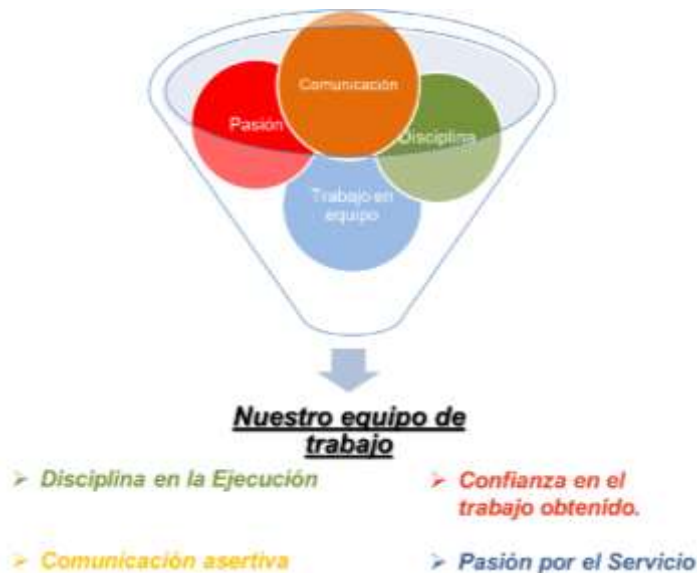 Comunicación
Pasión
Disciplina
Trabajo en
equipo
Nuestro equipo de
trabajo
➢ Disciplina en la Ejecución
➢ Confianza en el
trabajo obtenido.
➢ Comunicación asertiva
➢ Pasión por el Servicio